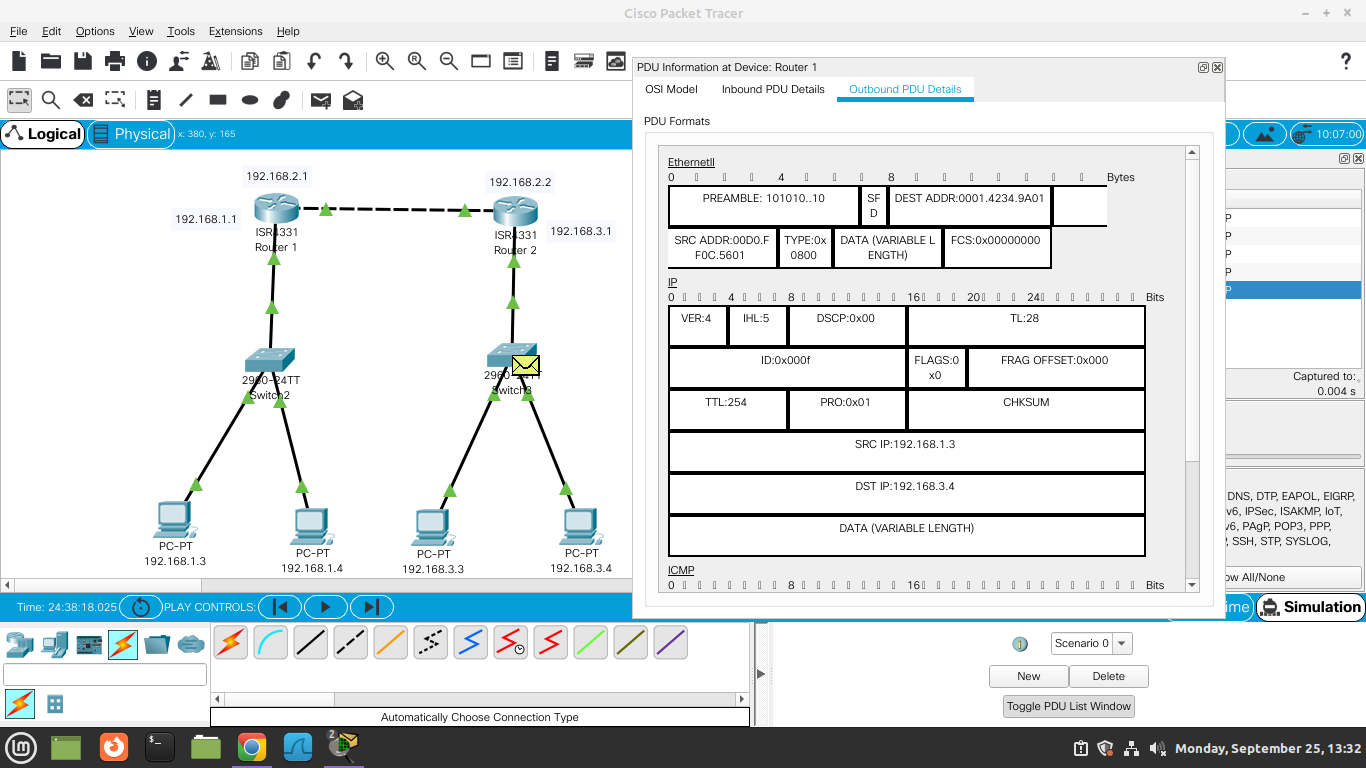 Cisco Packet Tracer
File Edit Options View Tools Extensions Help
PDU Information at Device: Router 1
OSI Model Inbound PDU Details Outbound PDU Details
PDU Formats
Logical Physical x: 380, y: 165
10:07:00
192.168.2.1
192.168.1.1
ISR4331
Router 1
192.168.2.2
ISR4331
Router 2
192.168.3.1
2960-24TT
Switch2
PC-PT
192.168.1.3
PC-PT
192.168.1.4
PC-PT
192.168.3.3
PC-PT
192.168.3.4
EthernetII
0 4 8 Bytes
PREAMBLE: 101010..10
SF
D
DEST ADDR:0001.4234.9A01
SRC ADDR:00D0.F
F0C.5601
TYPE:0x
0800
DATA (VARIABLE L
ENGTH)
FCS:0x00000000
IP
0 4 8 16 20 24 Bits
VER:4 IHL:5 DSCP:0x00 TL:28
ID:0x000f
FLAGS:0
x0
FRAG OFFSET:0x000
TTL:254 PRO:0x01 CHKSUM
SRC IP:192.168.1.3
DST IP:192.168.3.4
DATA (VARIABLE LENGTH)
ICMP
0 8 16 Bits
P
P
P
P
P
Captured to:
0.004 s
DNS, DTP, EAPOL, EIGRP,
v6, IPSec, ISAKMP, IoT,
v6, PAgP, POP3, PPP,
P, SSH, STP, SYSLOG,
ow All/None
Time: 24:38:18.025 PLAY CONTROLS:
ime Simulation
Scenario 0
New Delete
Toggle PDU List Window
Automatically Choose Connection Type
2
Monday, September 25, 13:32